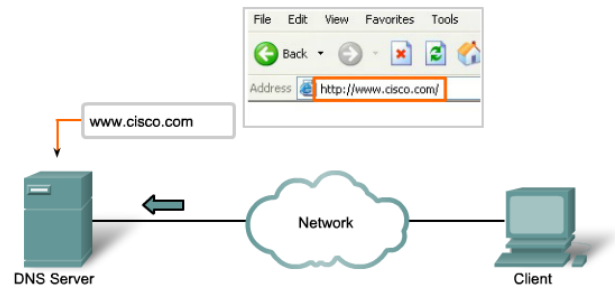 File Edit View Favorites Tools
Back
Address http://www.cisco.com/
www.cisco.com
Network
DNS Server
Client